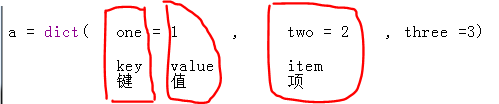 a = dict( one = 1 , two = 2 , three =3)
key value item
键 值 项